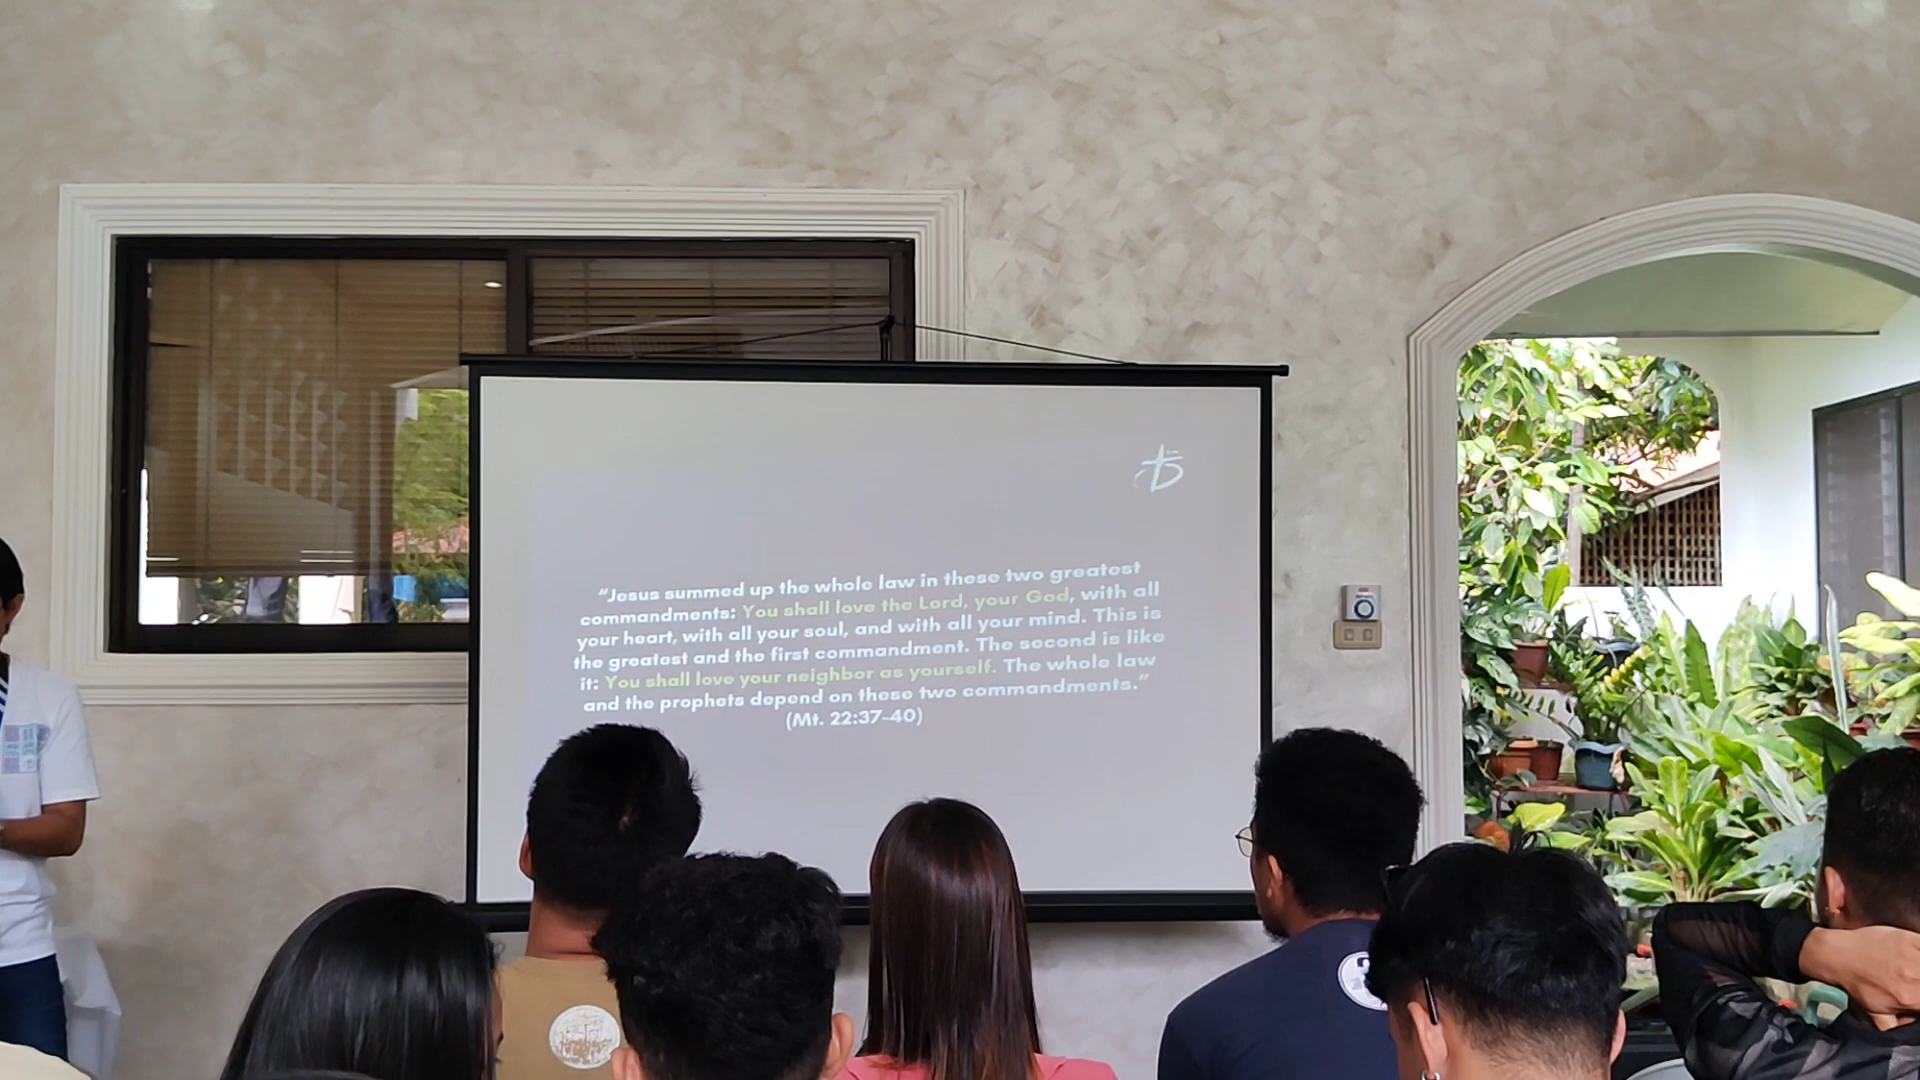 “Jesus summed up the whole law in these two greatest
commandments: You shall love the Lord, your God, with all
your heart, with all your soul, and with all your mind. This is
the greatest and the first commandment. The second is like
it: You shall love your neighbor as yourself. The whole law
and the prophets depend on these two commandments.”
(Mt. 22:37-40)